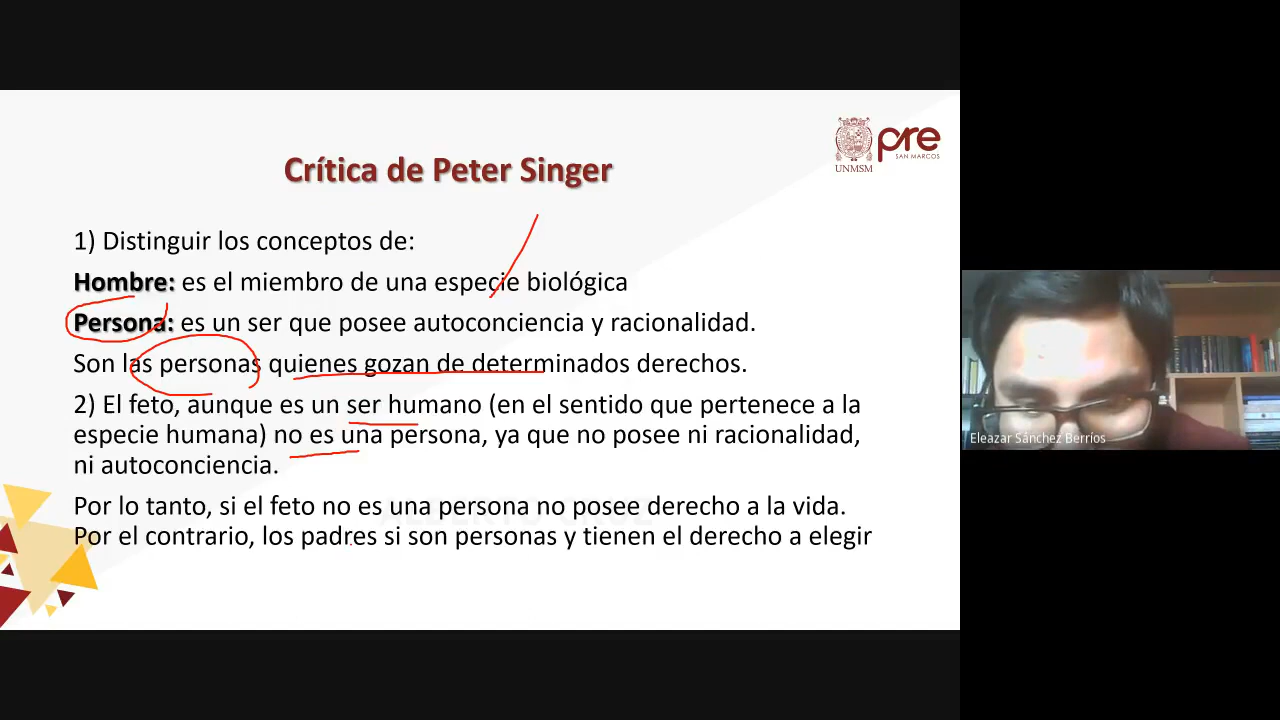 UNMSM
pre
SAN MARCOS
Crítica de Peter Singer
1) Distinguir los conceptos de:
Hombre: es el miembro de una especie biológica
Persona: es un ser que posee autoconciencia y racionalidad.
Son las personas quienes gozan de determinados derechos.
2) El feto, aunque es un ser humano (en el sentido que pertenece a la
especie humana) no es una persona, ya que no posee ni racionalidad,
ni autoconciencia.
Por lo tanto, si el feto no es una persona no posee derecho a la vida.
Por el contrario, los padres si son personas y tienen el derecho a elegir
Eleazar Sánchez Berríos